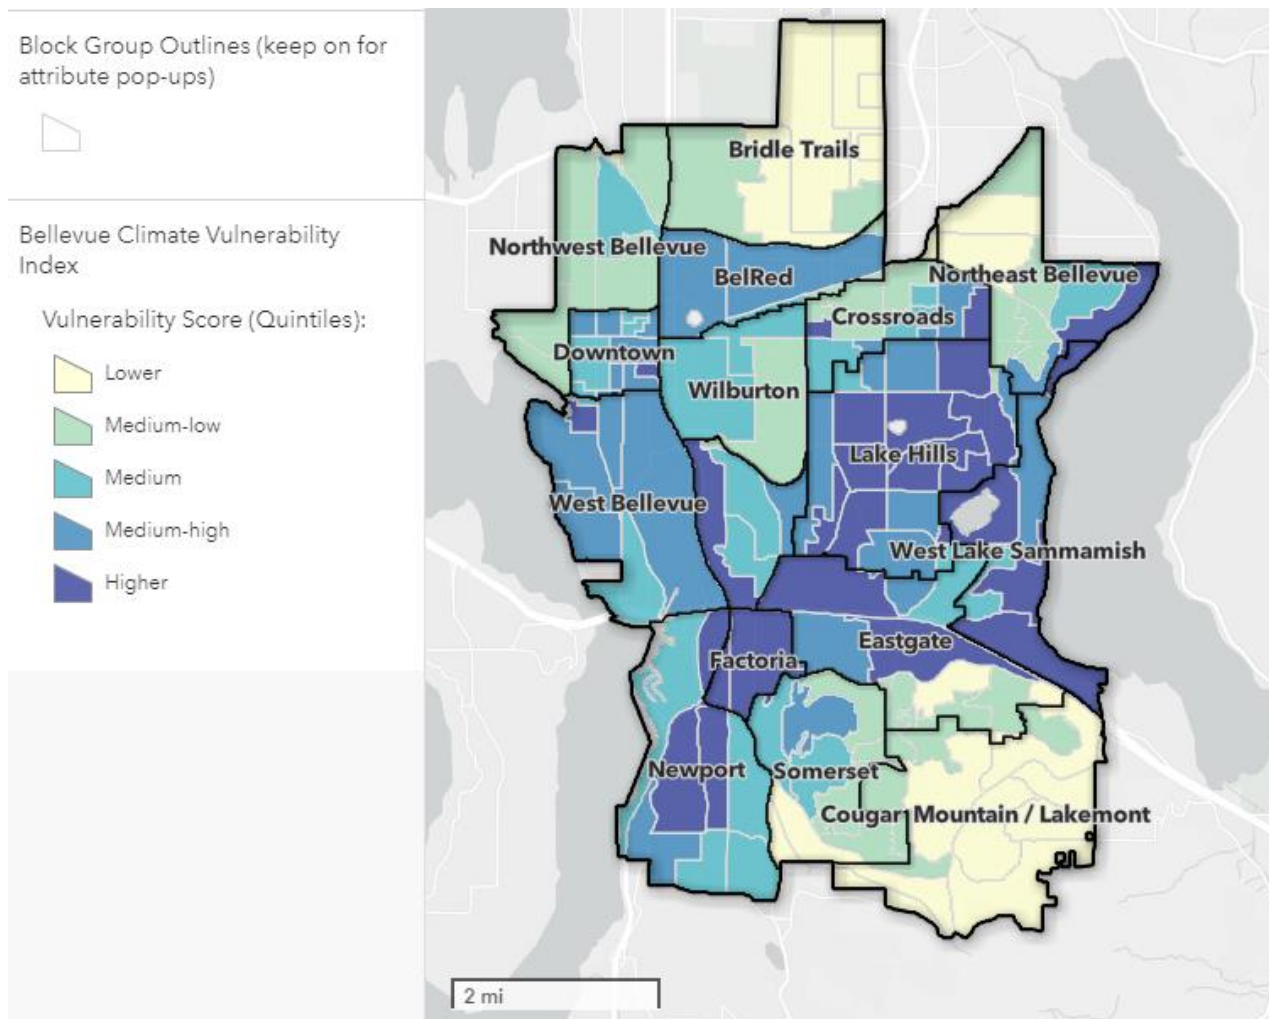 Block Group Outlines (keep on for
attribute pop-ups)
Bellevue Climate Vulnerability
Index
Vulnerability Score (Quintiles):
Lower
Medium-low
Medium
Medium-high
Higher
Bridle Trails
Northwest Bellevue
BelRed
Northeast Bellevue
Crossroads
Downtown
Wilburton
Lake Hills
West Bellevue
West Lake Sammamish
Eastgate
Factoria
Newport
Somerset
Cougar Mountain / Lakemont
2 mi